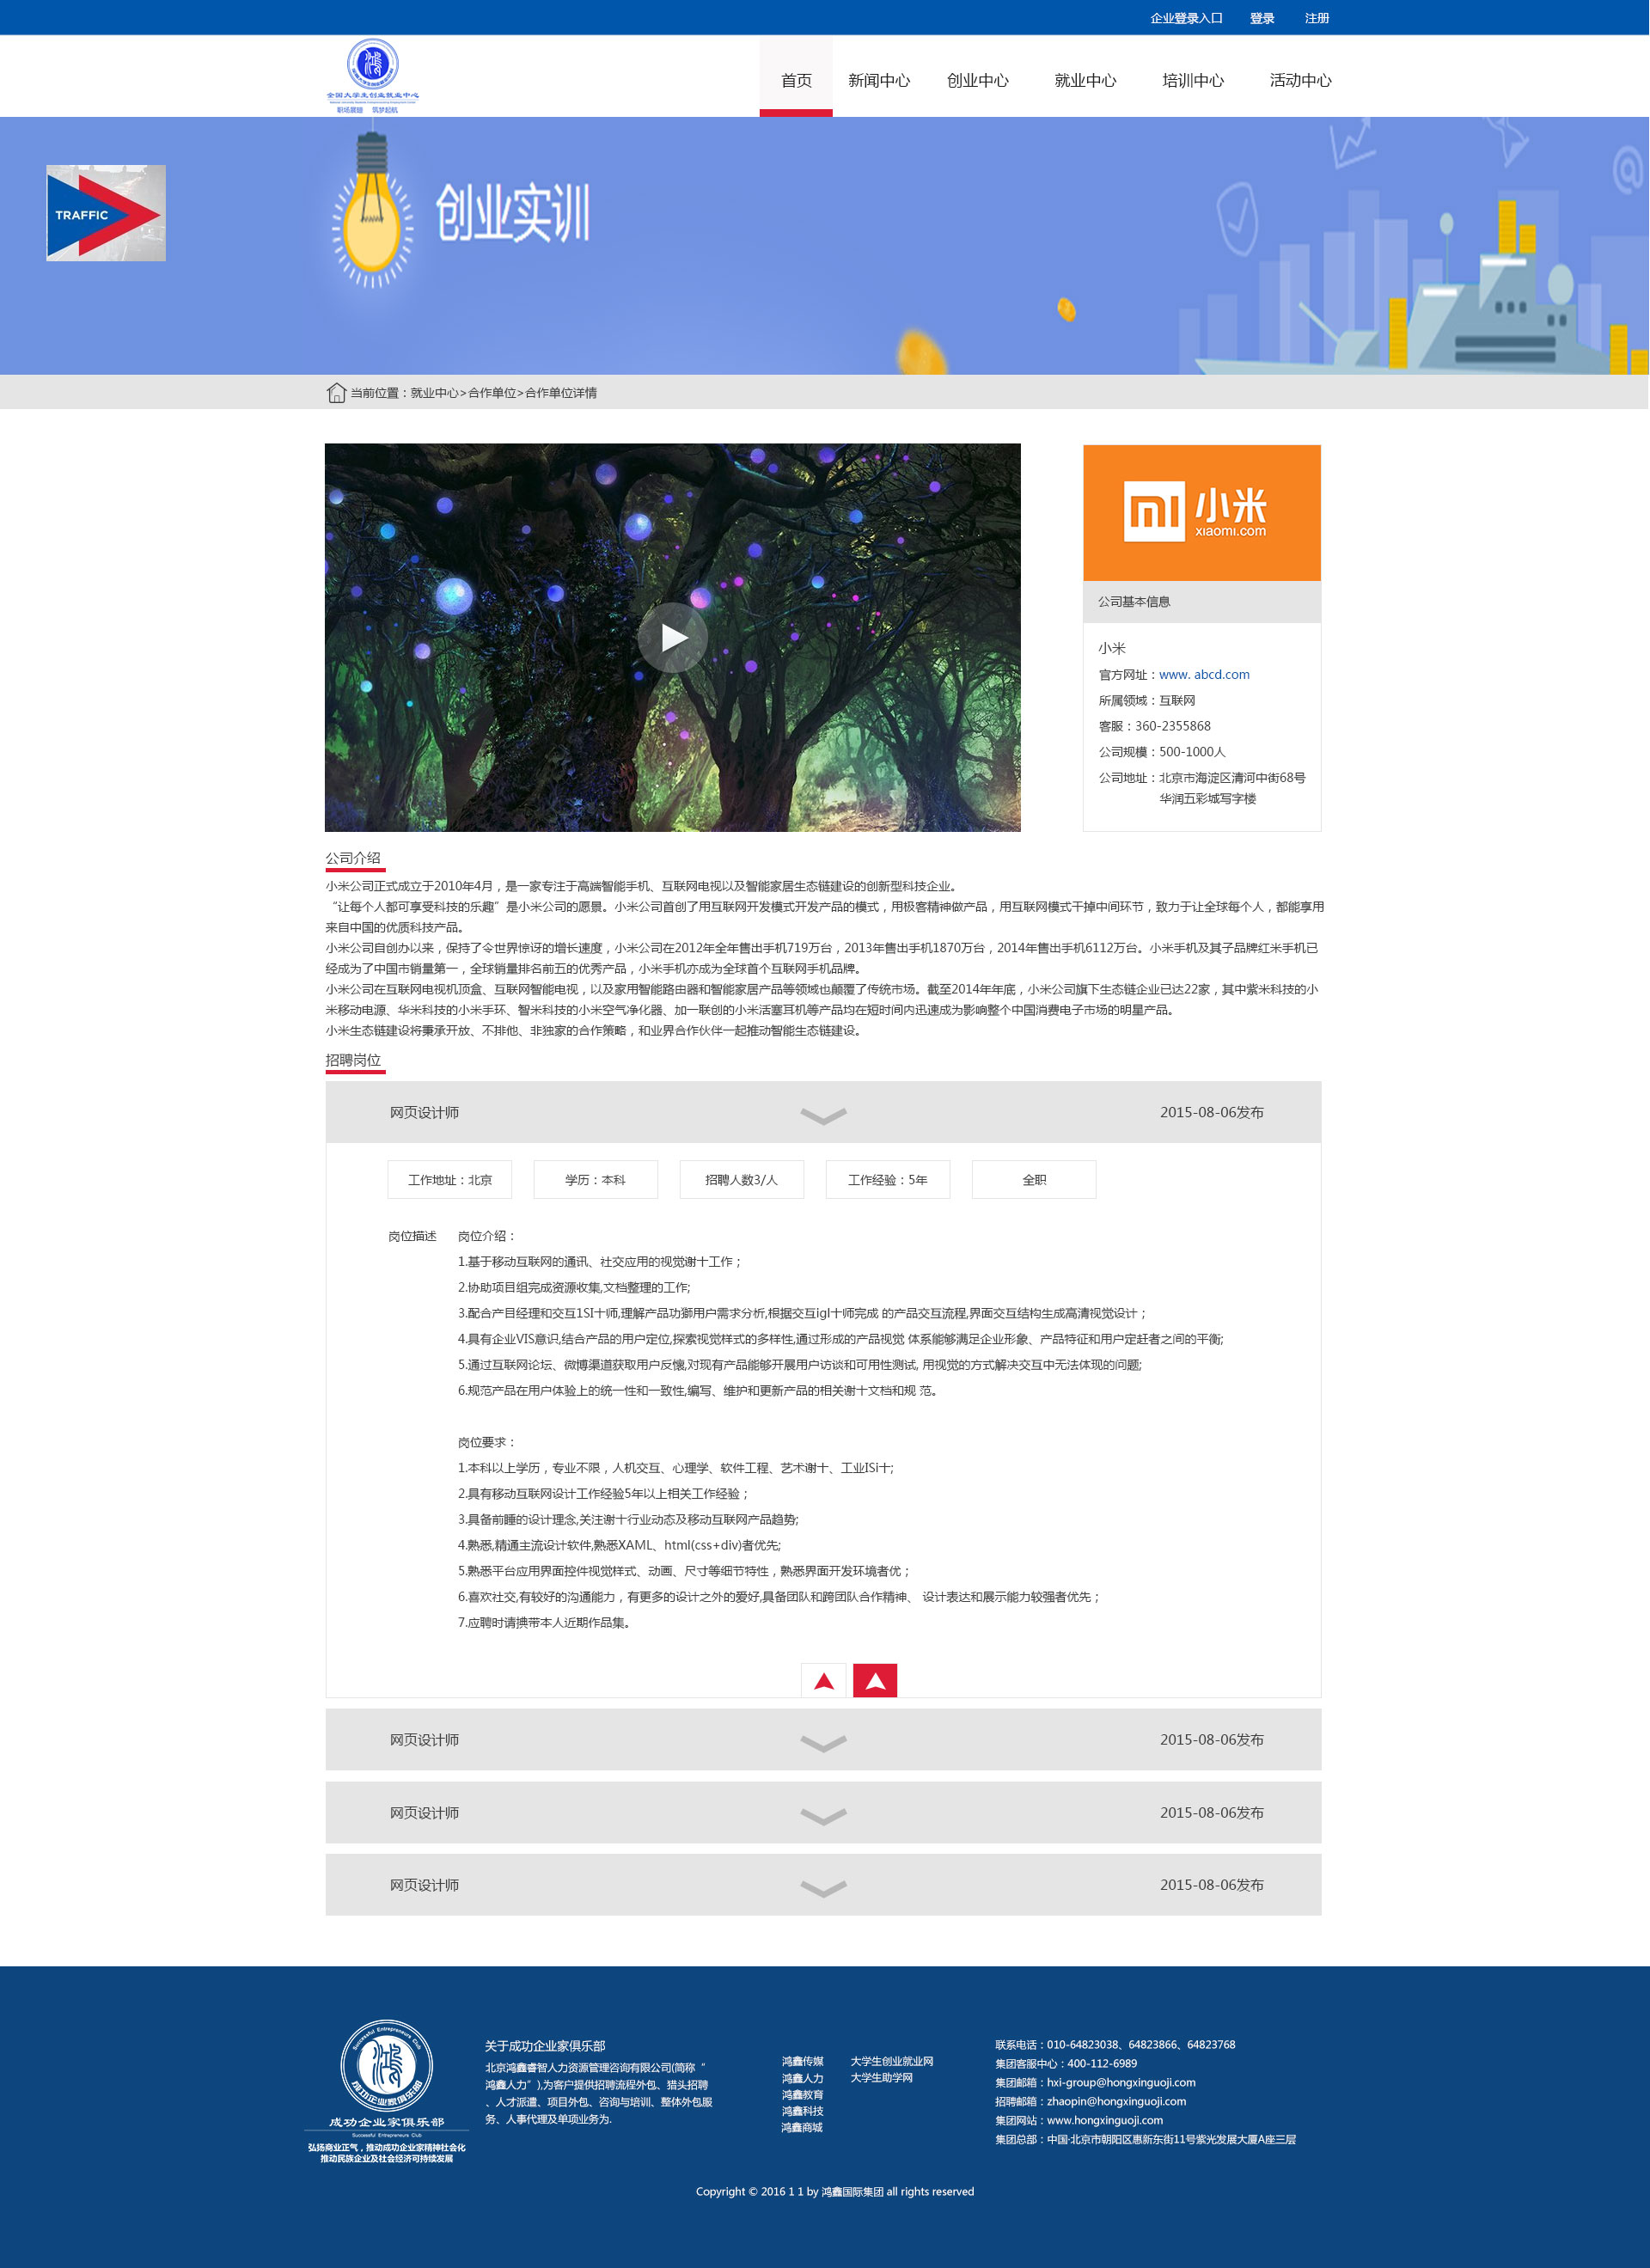 企业登录入口 登录 注册
全国大学生创业就业中心
职场展翅 筑梦起航
首页 新闻中心 创业中心 就业中心 培训中心 活动中心
TRAFFIC
创业实训
当前位置：就业中心>合作单位>合作单位详情
小米
xiaomi.com
公司基本信息
小米
官方网址：www. abcd.com
所属领域：互联网
客服：360-2355868
公司规模：500-1000人
公司地址：北京市海淀区清河中街68号
华润五彩城写字楼
公司介绍
小米公司正式成立于2010年4月，是一家专注于高端智能手机、互联网电视以及智能家居生态链建设的创新型科技企业。
“让每个人都可享受科技的乐趣”是小米公司的愿景。小米公司首创了用互联网开发模式开发产品的模式，用极客精神做产品，用互联网模式干掉中间环节，致力于让全球每个人，都能享用
来自中国的优质科技产品。
小米公司自创办以来，保持了令世界惊讶的增长速度，小米公司在2012年全年售出手机719万台，2013年售出手机1870万台，2014年售出手机6112万台。小米手机及其子品牌红米手机已
经成为了中国市销量第一，全球销量排名前五的优秀产品，小米手机亦成为全球首个互联网手机品牌。
小米公司在互联网电视机顶盒、互联网智能电视，以及家用智能路由器和智能家居产品等领域也颠覆了传统市场。截至2014年年底，小米公司旗下生态链企业已达22家，其中紫米科技的小
米移动电源、华米科技的小米手环、智米科技的小米空气净化器、加一联创的小米活塞耳机等产品均在短时间内迅速成为影响整个中国消费电子市场的明星产品。
小米生态链建设将秉承开放、不排他、非独家的合作策略，和业界合作伙伴一起推动智能生态链建设。
招聘岗位
网页设计师 2015-08-06发布
工作地址：北京 学历：本科 招聘人数3/人 工作经验：5年 全职
岗位描述 岗位介绍：
1.基于移动互联网的通讯、社交应用的视觉谢十工作；
2.协助项目组完成资源收集,文档整理的工作;
3.配合产目经理和交互1SI十师,理解产品功狮用户需求分析,根据交互igI十师完成 的产品交互流程,界面交互结构生成高清视觉设计；
4.具有企业VIS意识,结合产品的用户定位,探索视觉样式的多样性,通过形成的产品视觉 体系能够满足企业形象、产品特征和用户定赶者之间的平衡;
5.通过互联网论坛、微博渠道获取用户反懐,对现有产品能够开展用户访谈和可用性测试, 用视觉的方式解决交互中无法体现的问题;
6.规范产品在用户体验上的统一性和一致性,编写、维护和更新产品的相关谢十文档和规 范。
岗位要求：
1.本科以上学历，专业不限，人机交互、心理学、软件工程、艺术谢十、工业ISi十;
2.具有移动互联网设计工作经验5年以上相关工作经验；
3.具备前睡的设计理念,关注谢十行业动态及移动互联网产品趋势;
4.熟悉,精通主流设计软件,熟悉XAML、html(css+div)者优先;
5.熟悉平台应用界面控件视觉样式、动画、尺寸等细节特性，熟悉界面开发环境者优；
6.喜欢社交,有较好的沟通能力，有更多的设计之外的爱好,具备团队和跨团队合作精神、 设计表达和展示能力较强者优先；
7.应聘时请携带本人近期作品集。
网页设计师 2015-08-06发布
网页设计师 2015-08-06发布
网页设计师 2015-08-06发布
Successful Entrepreneurs Club
成功企业家俱乐部
成功企业家俱乐部
Successful Entrepreneurs Club
弘扬商业正气，推动成功企业家精神社会化
推动民族企业及社会经济可持续发展
关于成功企业家俱乐部
北京鸿鑫睿智人力资源管理咨询有限公司(简称“
鸿鑫人力”),为客户提供招聘流程外包、猎头招聘
、人才派遣、项目外包、咨询与培训、整体外包服
务、人事代理及单项业务为.
鸿鑫传媒 大学生创业就业网
鸿鑫人力 大学生助学网
鸿鑫教育
鸿鑫科技
鸿鑫商城
联系电话：010-64823038、64823866、64823768
集团客服中心：400-112-6989
集团邮箱：hxi-group@hongxinguoji.com
招聘邮箱：zhaopin@hongxinguoji.com
集团网站：www.hongxinguoji.com
集团总部：中国·北京市朝阳区惠新东街11号紫光发展大厦A座三层
Copyright © 2016 1 1 by 鸿鑫国际集团 all rights reserved